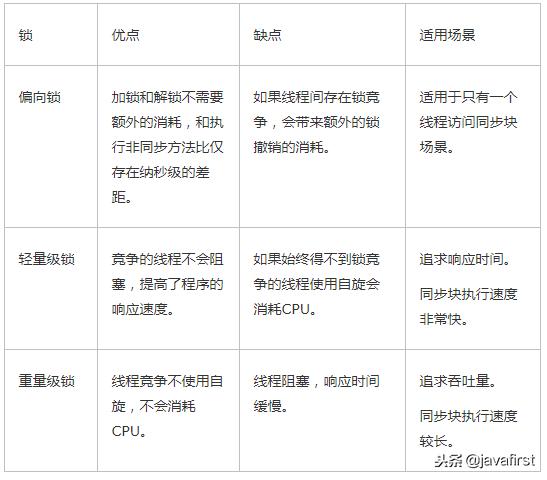 锁
优点
缺点
适用场景
偏向锁
加锁和解锁不需要
额外的消耗，和执
行非同步方法比仅
存在纳秒级的差
距。
如果线程间存在锁竞
争，会带来额外的锁
撤销的消耗。
适用于只有一个
线程访问同步块
场景。
轻量级锁
竞争的线程不会阻
塞，提高了程序的
响应速度。
如果始终得不到锁竞
争的线程使用自旋会
消耗CPU。
追求响应时间。
同步块执行速度
非常快。
重量级锁
线程竞争不使用自
旋，不会消耗
CPU。
线程阻塞，响应时间
缓慢。
追求吞吐量。
同步块执行速度
较长。
头条 @javafirst